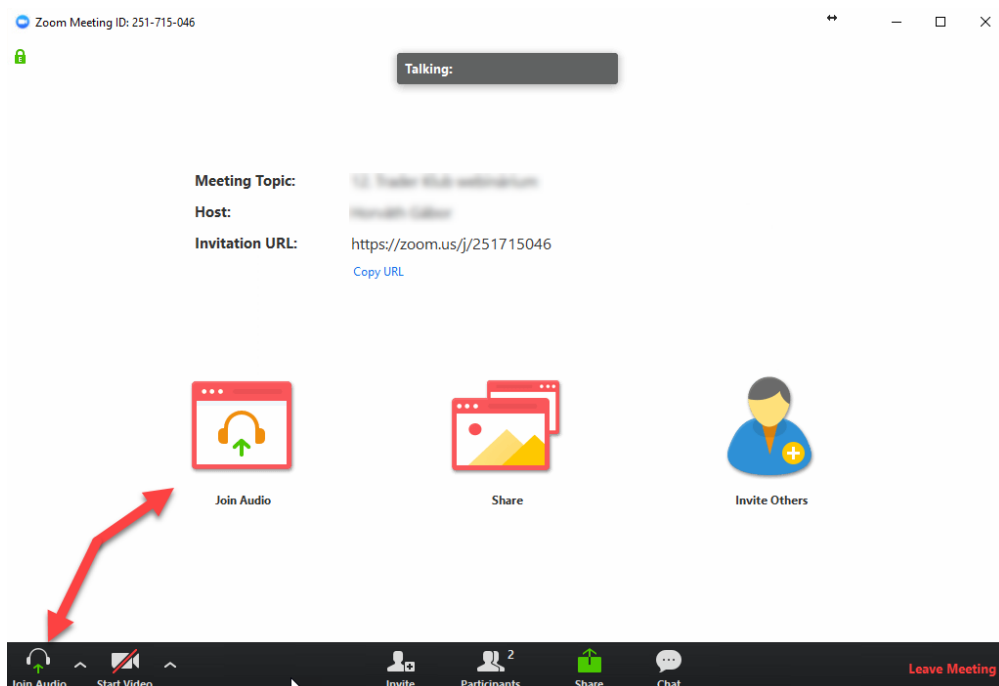 Zoom Meeting ID: 251-715-046
Talking:
Meeting Topic:
Host:
Invitation URL: https://zoom.us/j/251715046
Copy URL
Join Audio Share Invite Others
2
Join Audio Start Video Invite Participants Share Chat Leave Meeting